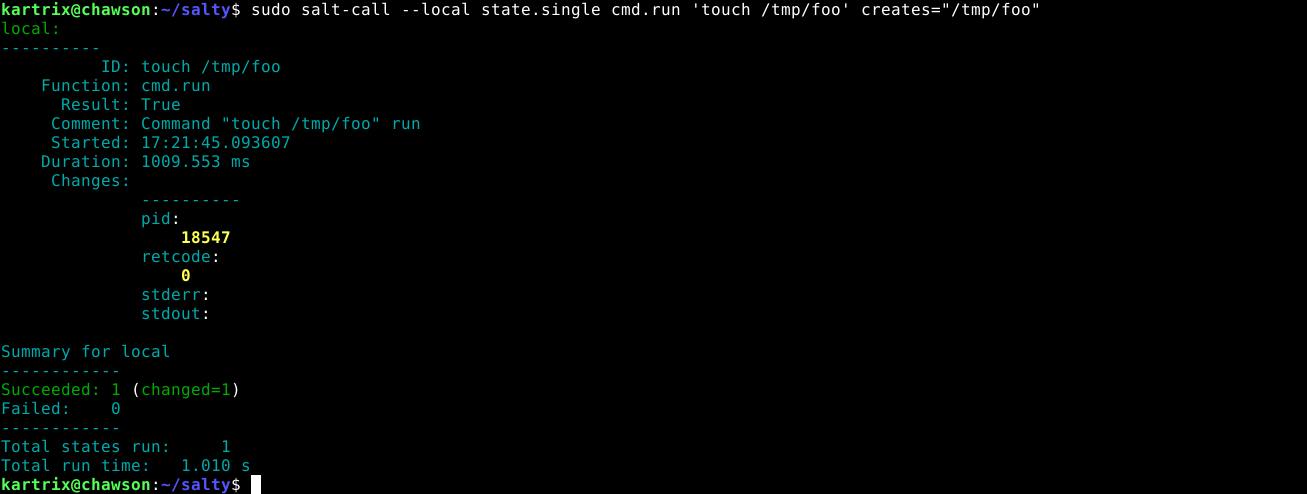 kartrix@chawson:~/salty$ sudo salt-call --local state.single cmd.run 'touch /tmp/foo' creates="/tmp/foo"
local:
----------
          ID: touch /tmp/foo
    Function: cmd.run
      Result: True
     Comment: Command "touch /tmp/foo" run
     Started: 17:21:45.093607
    Duration: 1009.553 ms
     Changes:
              ----------
              pid:
                  18547
              retcode:
                  0
              stderr:
              stdout:

Summary for local
------------
Succeeded: 1 (changed=1)
Failed:    0
------------
Total states run:     1
Total run time:   1.010 s
kartrix@chawson:~/salty$